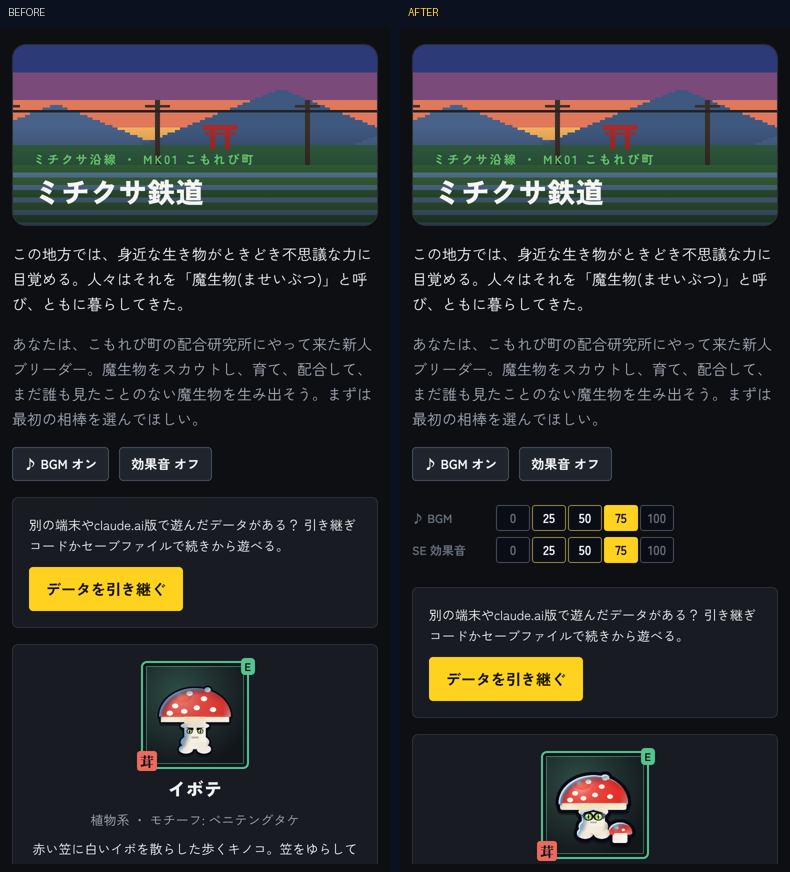 BEFORE
ミチクサ沿線 ・ MK01 こもれび町
ミチクサ鉄道
この地方では、身近な生き物がときどき不思議な力に
目覚める。人々はそれを「魔生物(ませいぶつ)」と呼
び、ともに暮らしてきた。
あなたは、こもれび町の配合研究所にやって来た新人
ブリーダー。魔生物をスカウトし、育て、配合して、
まだ誰も見たことのない魔生物を生み出そう。まずは
最初の相棒を選んでほしい。
♪ BGM オン
効果音 オフ
別の端末やclaude.ai版で遊んだデータがある？ 引き継ぎ
コードかセーブファイルで続きから遊べる。
データを引き継ぐ
E
茸
イボテ
植物系 ・ モチーフ: ベニテングタケ
赤い笠に白いイボを散らした歩くキノコ。笠をゆらして
AFTER
ミチクサ沿線 ・ MK01 こもれび町
ミチクサ鉄道
この地方では、身近な生き物がときどき不思議な力に
目覚める。人々はそれを「魔生物(ませいぶつ)」と呼
び、ともに暮らしてきた。
あなたは、こもれび町の配合研究所にやって来た新人
ブリーダー。魔生物をスカウトし、育て、配合して、
まだ誰も見たことのない魔生物を生み出そう。まずは
最初の相棒を選んでほしい。
♪ BGM オン
効果音 オフ
♪ BGM 0 25 50 75 100
SE 効果音 0 25 50 75 100
別の端末やclaude.ai版で遊んだデータがある？ 引き継ぎ
コードかセーブファイルで続きから遊べる。
データを引き継ぐ
E
茸